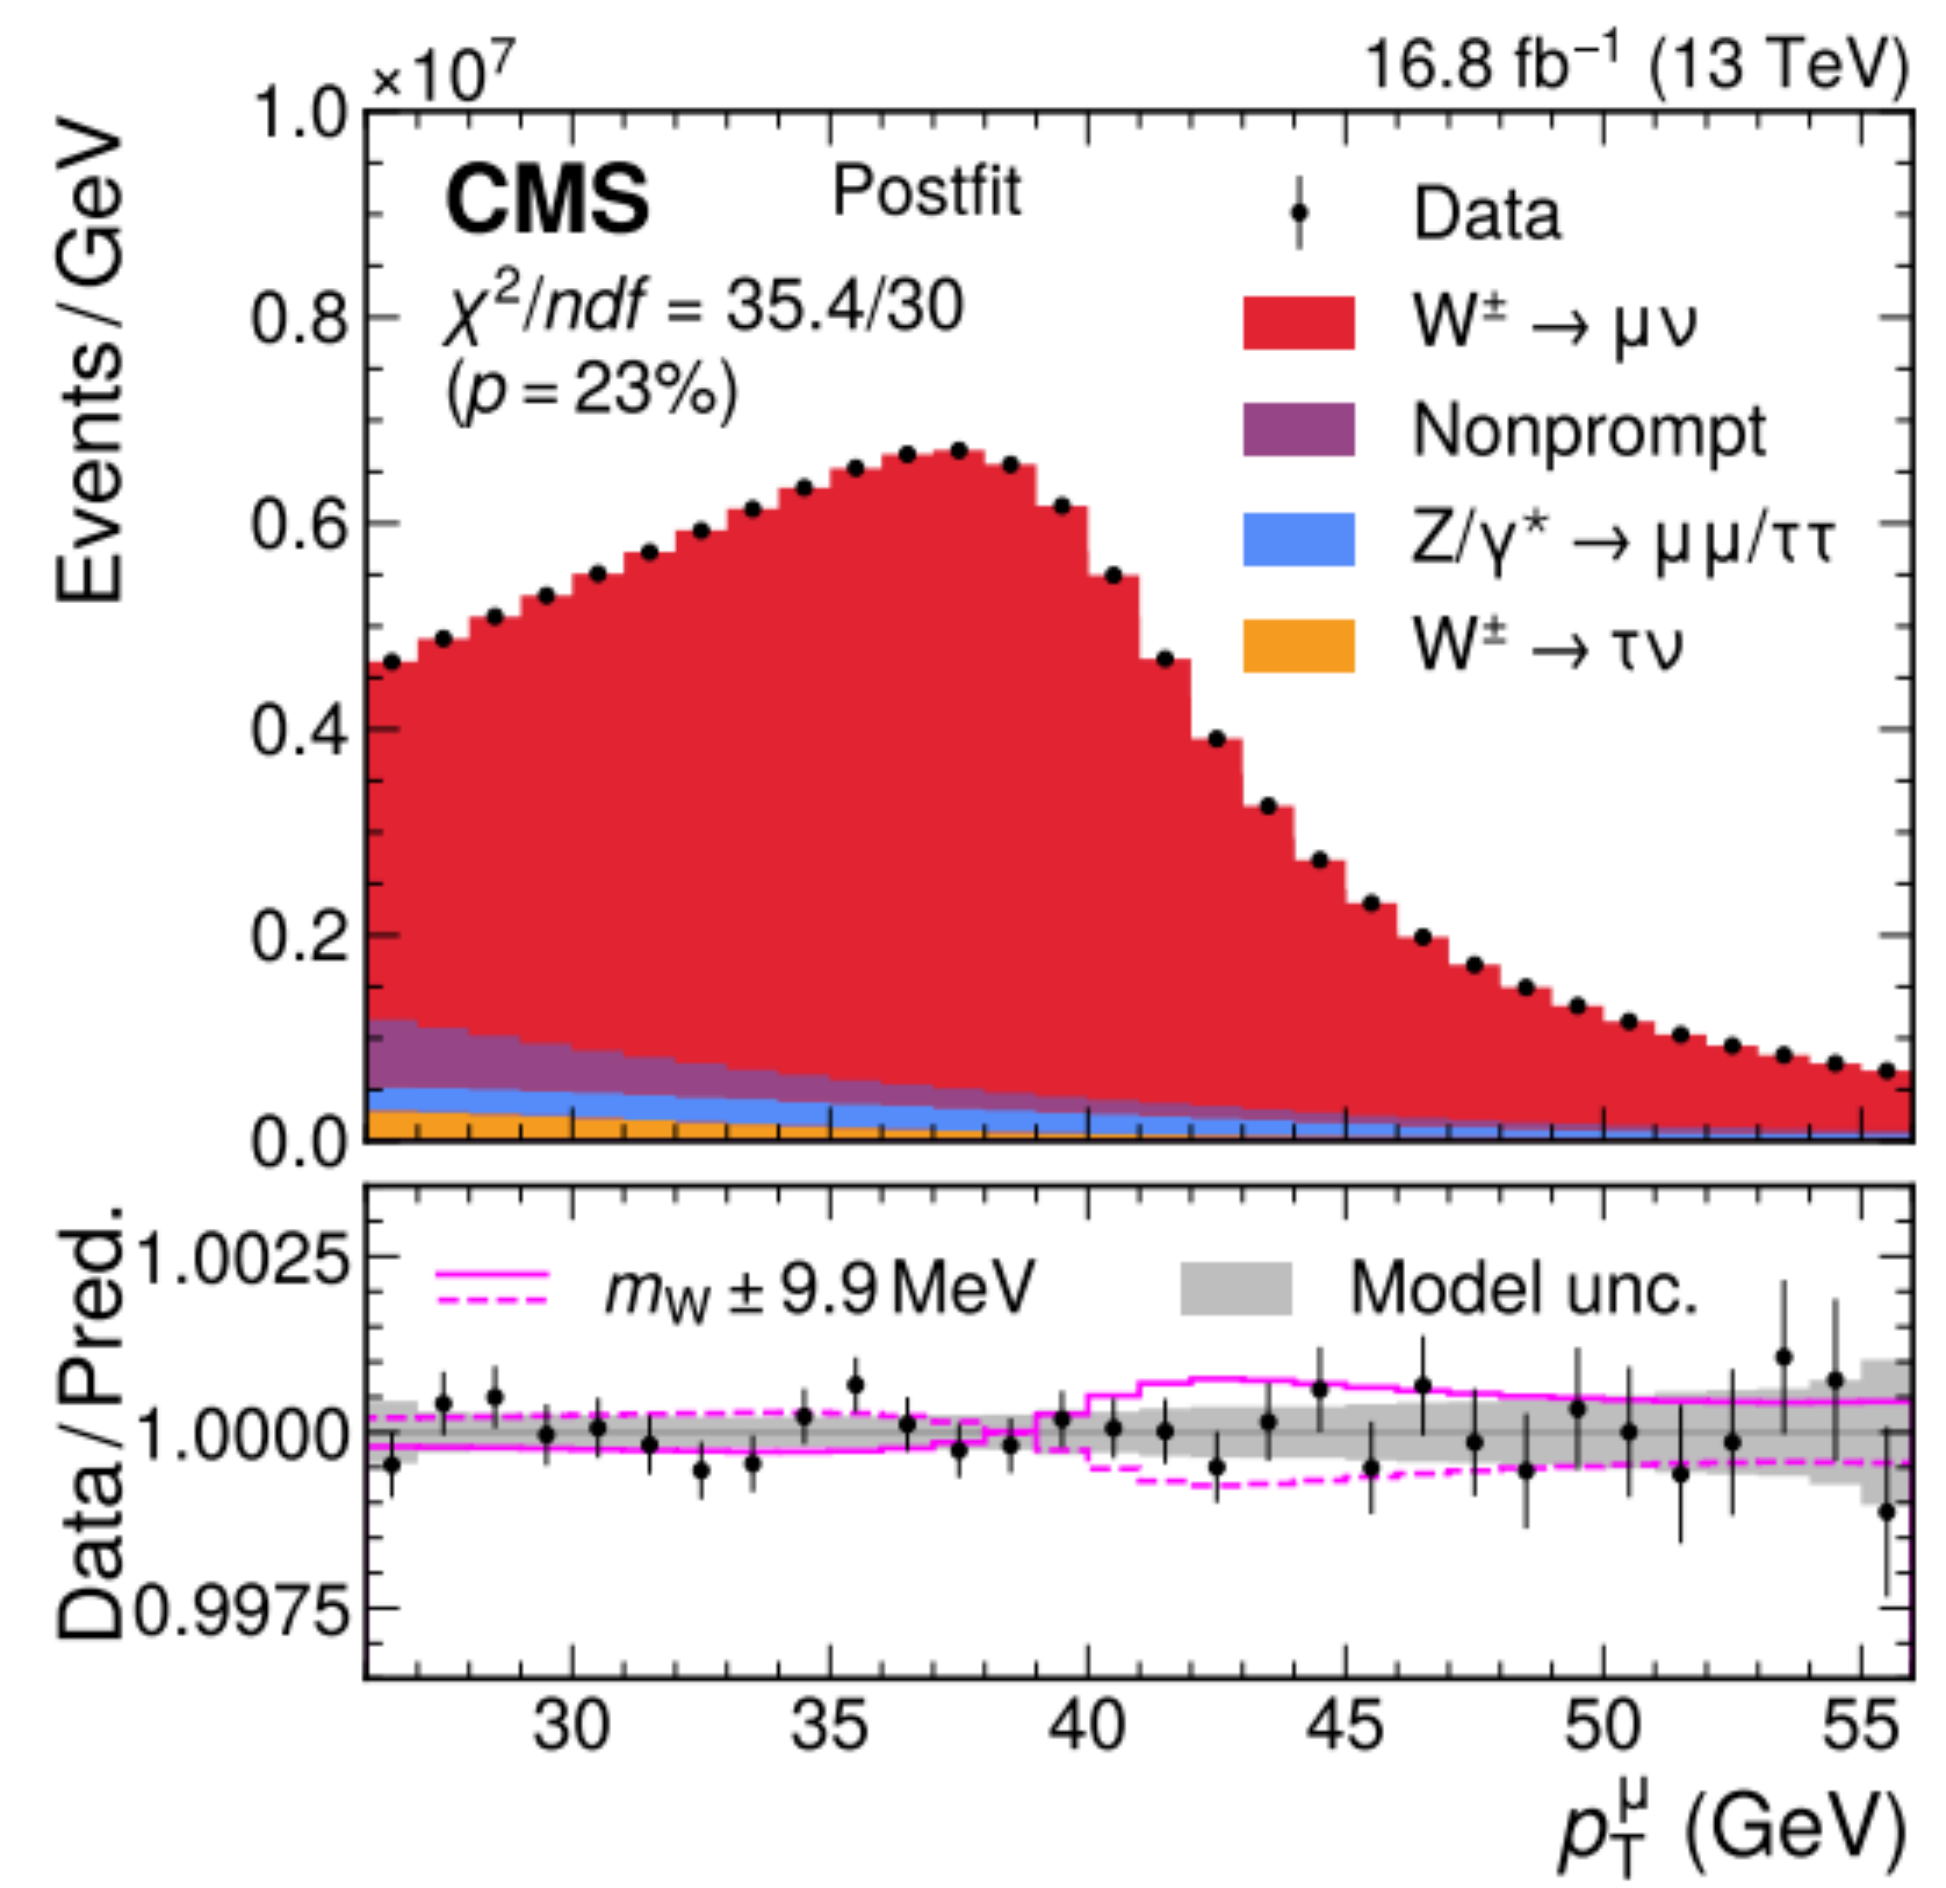 ×10⁷
16.8 fb⁻¹ (13 TeV)
Events / GeV
1.0
0.8
0.6
0.4
0.2
0.0
CMS Postfit
χ²/ndf = 35.4/30
(p = 23%)
Data
W± → μν
Nonprompt
Z/γ* → μμ/ττ
W± → τν
Data / Pred.
1.0025
1.0000
0.9975
m_W ± 9.9 MeV
Model unc.
30 35 40 45 50 55
p_T^μ (GeV)